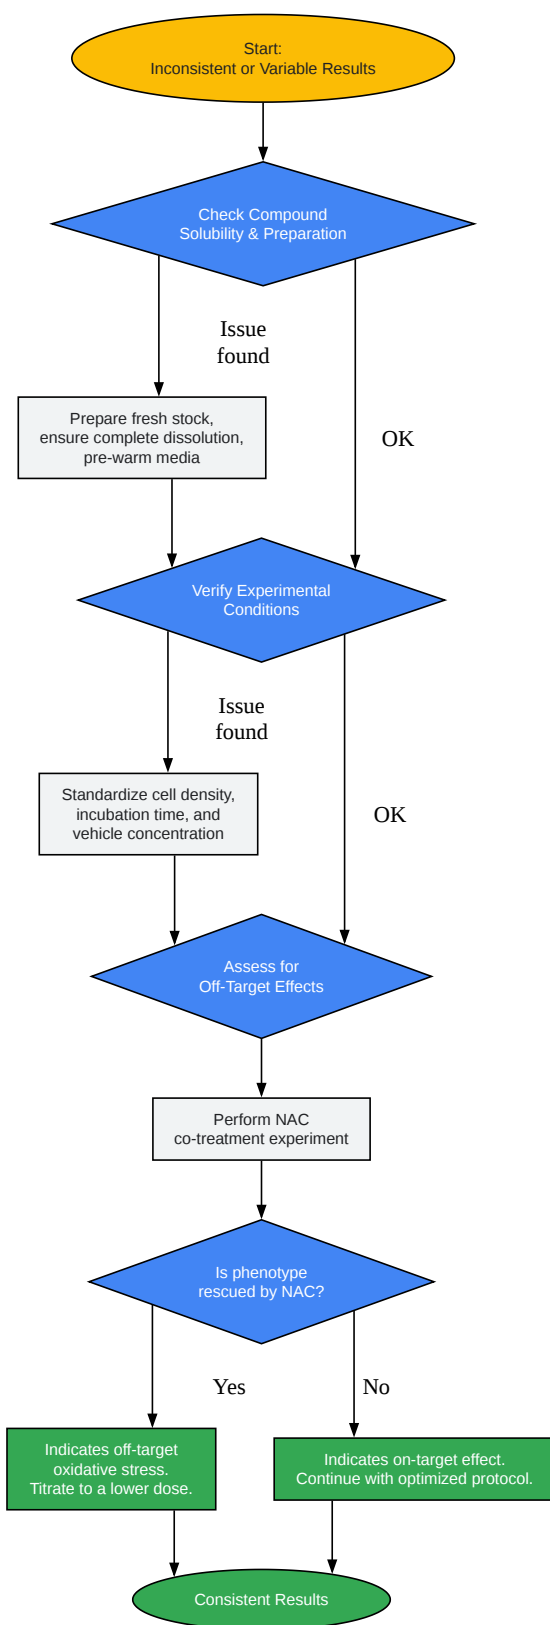 Start:
Inconsistent or Variable Results
Check Compound
Solubility & Preparation
Issue
found
Prepare fresh stock,
ensure complete dissolution,
pre-warm media
OK
Verify Experimental
Conditions
Issue
found
Standardize cell density,
incubation time, and
vehicle concentration
OK
Assess for
Off-Target Effects
Perform NAC
co-treatment experiment
Is phenotype
rescued by NAC?
Yes
No
Indicates off-target
oxidative stress.
Titrate to a lower dose.
Indicates on-target effect.
Continue with optimized protocol.
Consistent Results